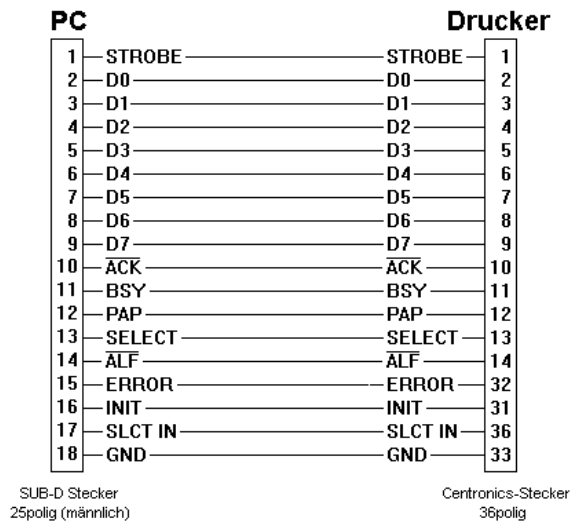 PC Drucker
1 STROBE STROBE 1
2 D0 D0 2
3 D1 D1 3
4 D2 D2 4
5 D3 D3 5
6 D4 D4 6
7 D5 D5 7
8 D6 D6 8
9 D7 D7 9
10 A̅C̅K̅ A̅C̅K̅ 10
11 BSY BSY 11
12 PAP PAP 12
13 SELECT SELECT 13
14 A̅L̅F̅ A̅L̅F̅ 14
15 ERROR ERROR 32
16 INIT INIT 31
17 SLCT IN SLCT IN 36
18 GND GND 33
SUB-D Stecker Centronics-Stecker
25polig (männlich) 36polig